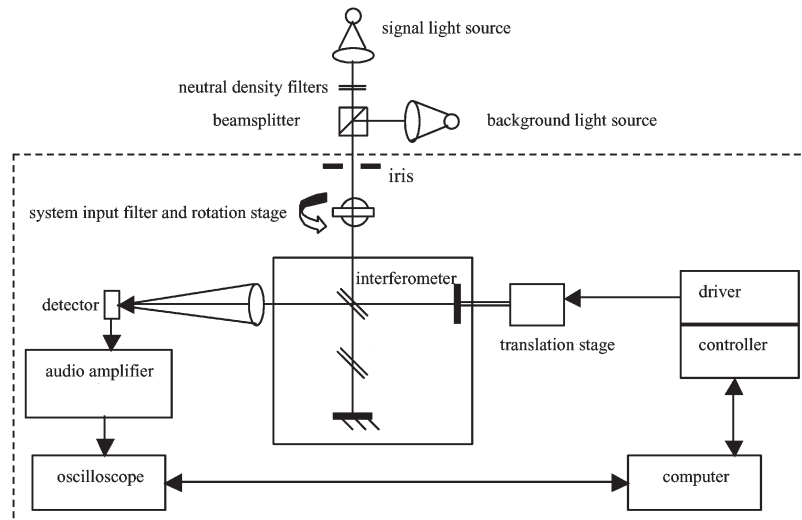 signal light source
neutral density filters
beamsplitter
background light source
iris
system input filter and rotation stage
interferometer
detector
driver
translation stage
controller
audio amplifier
oscilloscope
computer